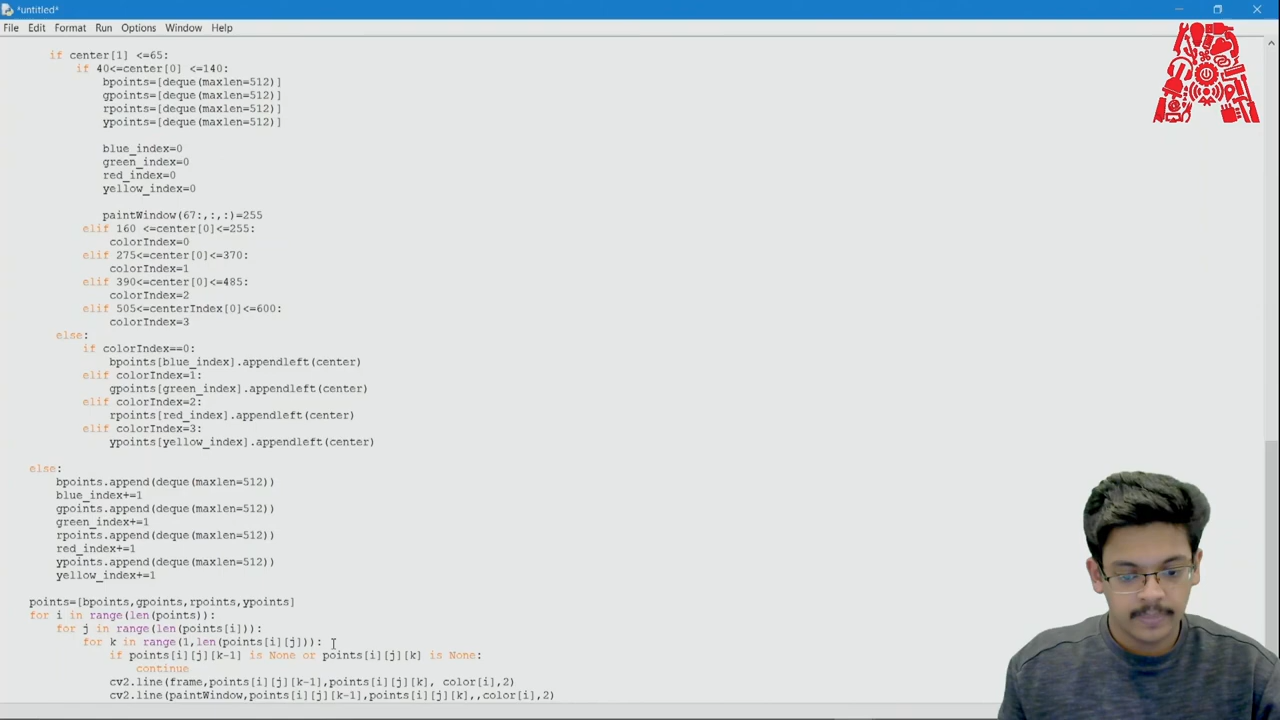 *untitled*
File Edit Format Run Options Window Help
if center[1] <=65:
if 40<=center[0] <=140:
bpoints=[deque(maxlen=512)]
gpoints=[deque(maxlen=512)]
rpoints=[deque(maxlen=512)]
ypoints=[deque(maxlen=512)]
blue_index=0
green_index=0
red_index=0
yellow_index=0
paintWindow(67:,:,:)=255
elif 160 <=center[0]<=255:
colorIndex=0
elif 275<=center[0]<=370:
colorIndex=1
elif 390<=center[0]<=485:
colorIndex=2
elif 505<=centerIndex[0]<=600:
colorIndex=3
else:
if colorIndex==0:
bpoints[blue_index].appendleft(center)
elif colorIndex=1:
gpoints[green_index].appendleft(center)
elif colorIndex=2:
rpoints[red_index].appendleft(center)
elif colorIndex=3:
ypoints[yellow_index].appendleft(center)
else:
bpoints.append(deque(maxlen=512))
blue_index+=1
gpoints.append(deque(maxlen=512))
green_index+=1
rpoints.append(deque(maxlen=512))
red_index+=1
ypoints.append(deque(maxlen=512))
yellow_index+=1
points=[bpoints,gpoints,rpoints,ypoints]
for i in range(len(points)):
for j in range(len(points[i])):
for k in range(1,len(points[i][j])):
if points[i][j][k-1] is None or points[i][j][k] is None:
continue
cv2.line(frame,points[i][j][k-1],points[i][j][k], color[i],2)
cv2.line(paintWindow,points[i][j][k-1],points[i][j][k],,color[i],2)